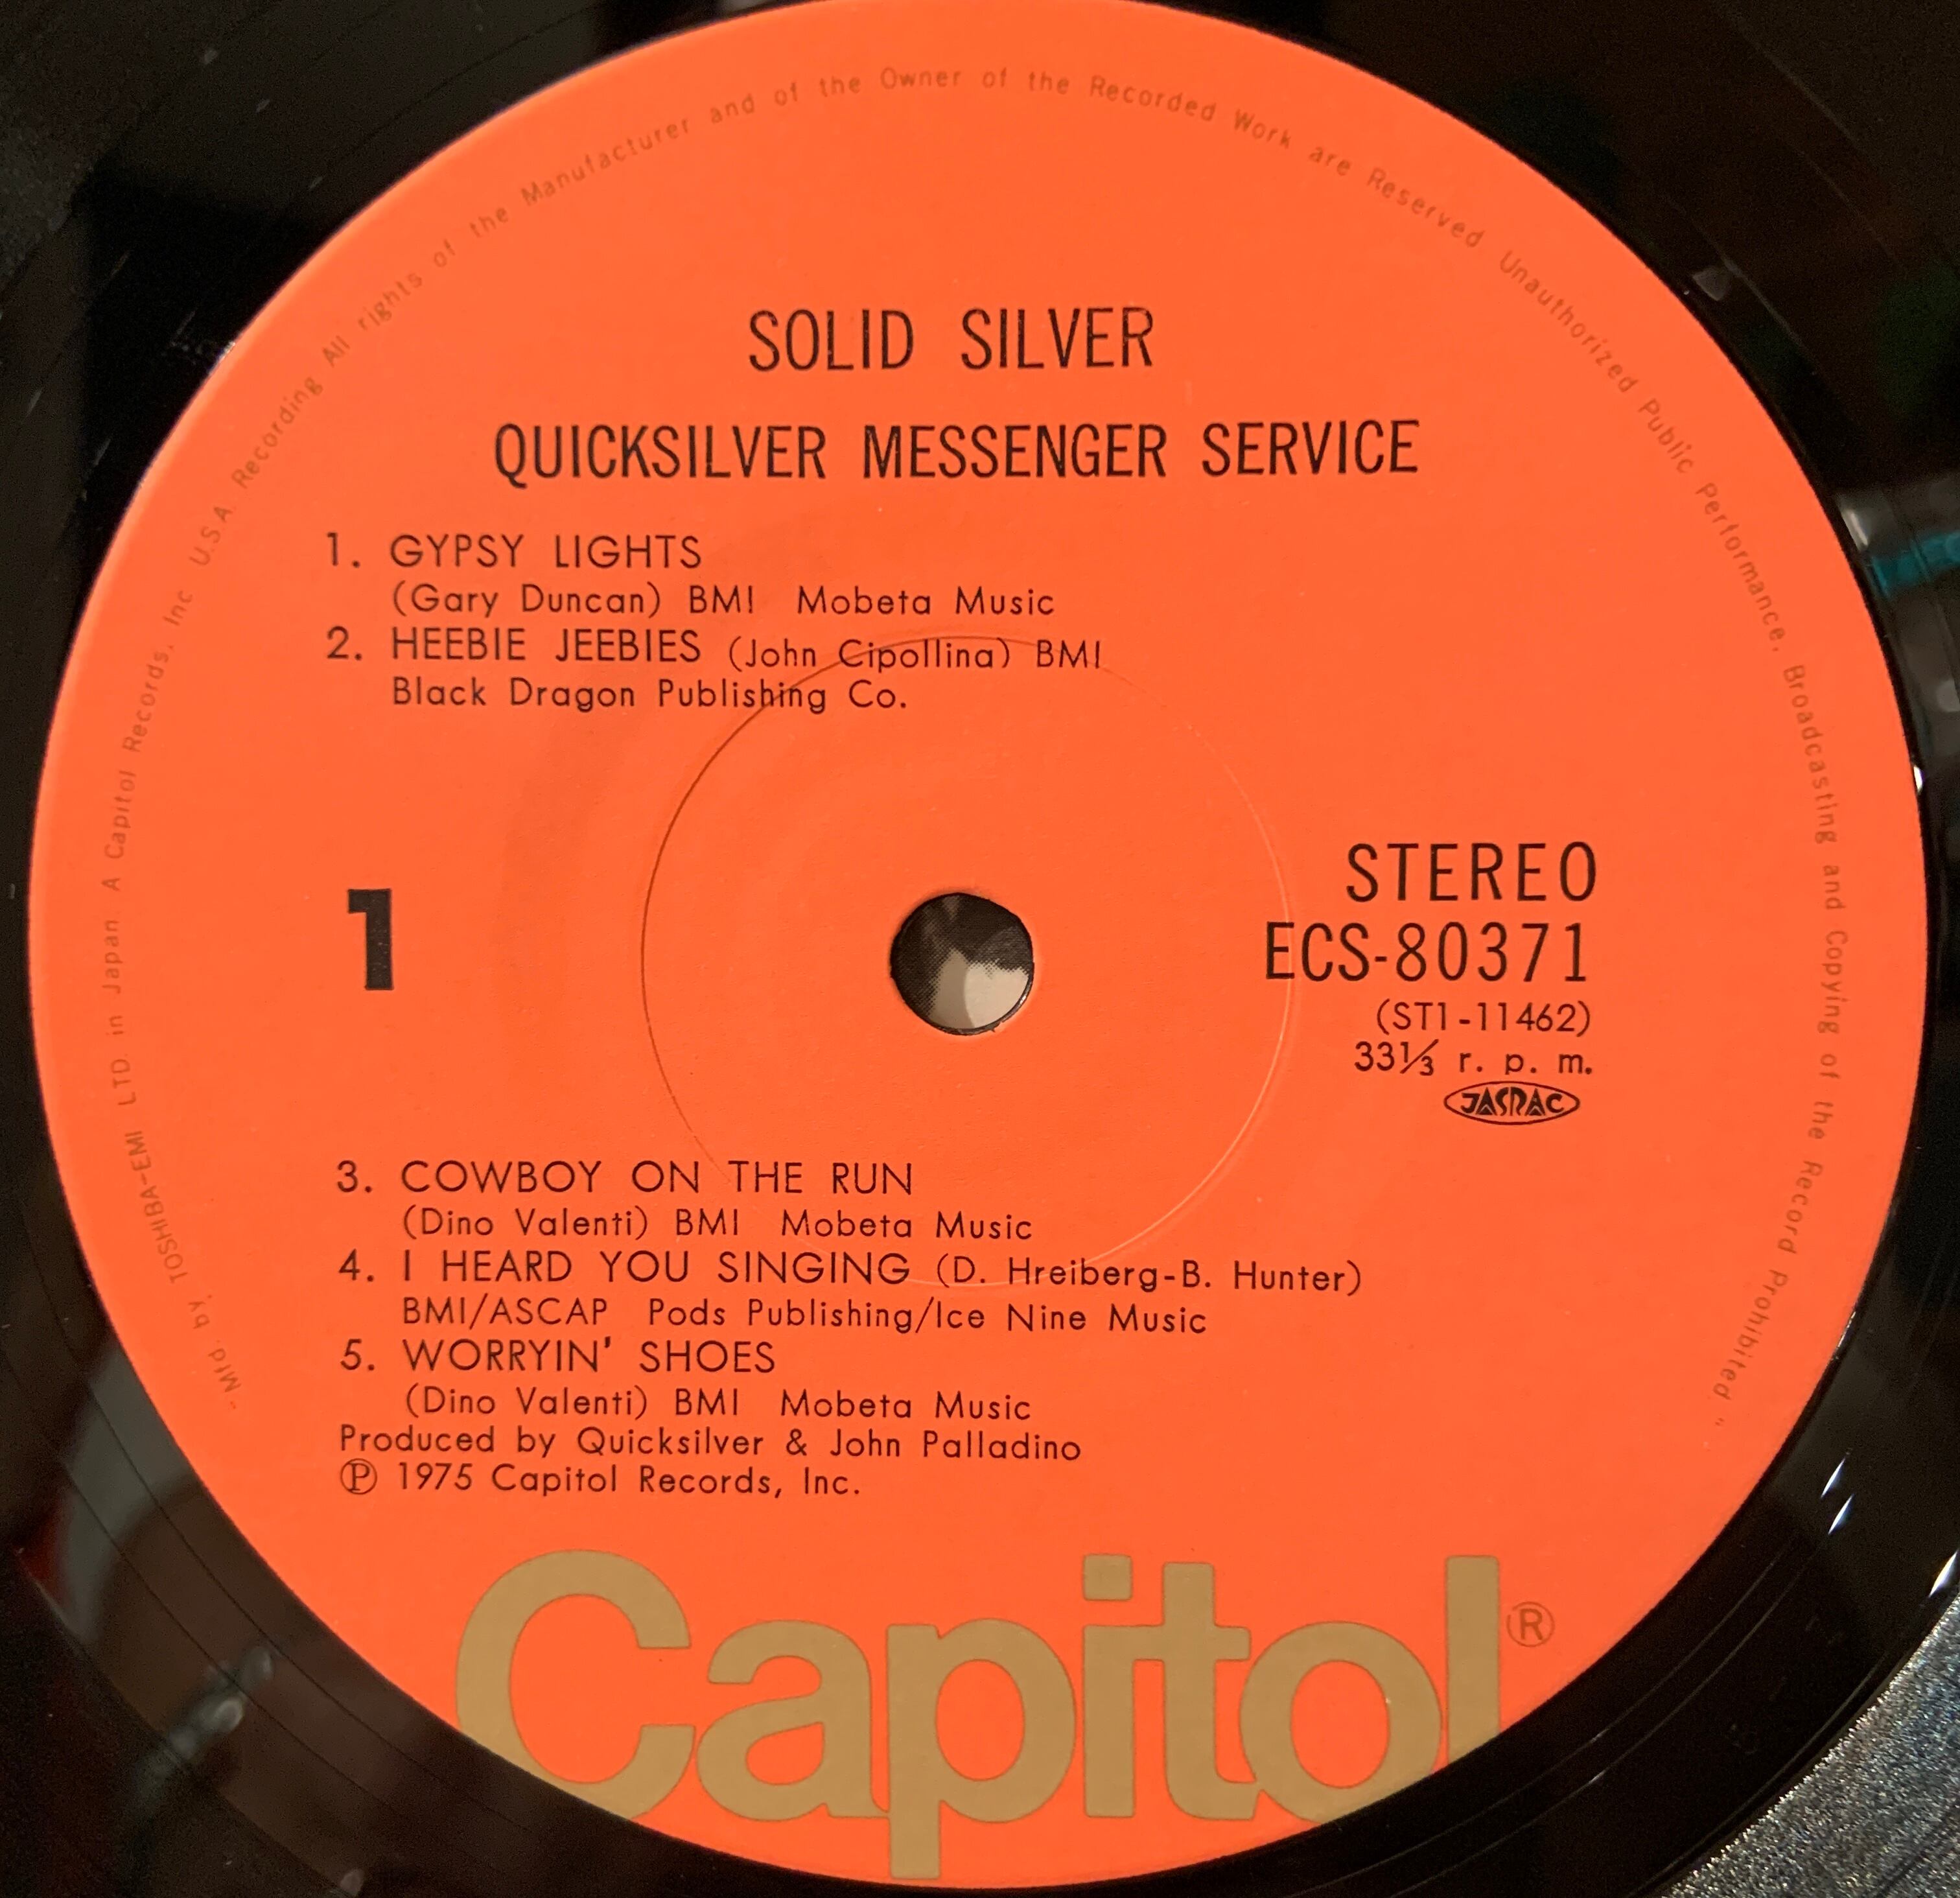 "Mfd. by, TOSHIBA-EMI LTD. in Japan A Capitol Records, Inc U.S.A. Recording All rights of the Manufacturer and of the Owner of the Recorded Work are Reserved Unauthorized Public Performance, Broadcasting and Copying of the Record Prohibited "
SOLID SILVER
QUICKSILVER MESSENGER SERVICE
1. GYPSY LIGHTS
(Gary Duncan) BMI Mobeta Music
2. HEEBIE JEEBIES (John Cipollina) BMI
Black Dragon Publishing Co.
1
STEREO
ECS-80371
(ST1-11462)
33⅓ r. p. m.
JASRAC
3. COWBOY ON THE RUN
(Dino Valenti) BMI Mobeta Music
4. I HEARD YOU SINGING (D. Hreiberg-B. Hunter)
BMI/ASCAP Pods Publishing/Ice Nine Music
5. WORRYIN' SHOES
(Dino Valenti) BMI Mobeta Music
Produced by Quicksilver & John Palladino
℗ 1975 Capitol Records, Inc.
Capitol®